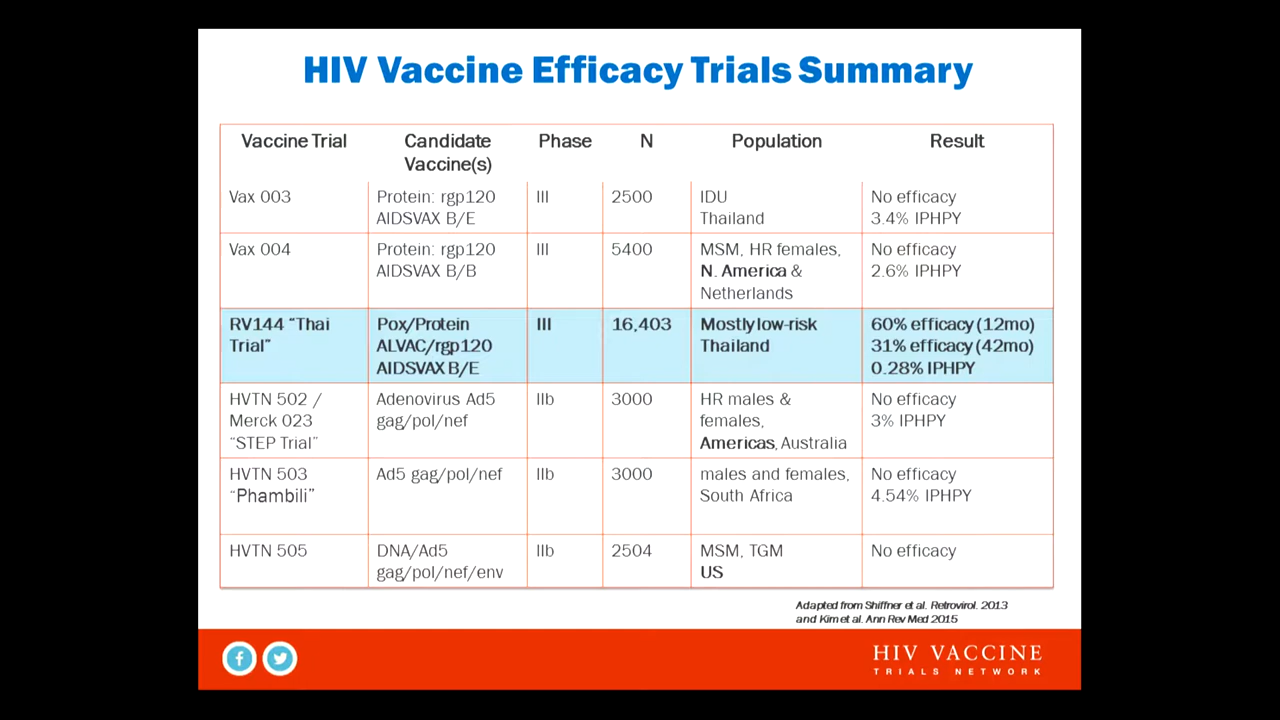 HIV Vaccine Efficacy Trials Summary
Vaccine Trial
Candidate
Vaccine(s)
Phase
N
Population
Result
Vax 003
Protein: rgp120
AIDSVAX B/E
III
2500
IDU
Thailand
No efficacy
3.4% IPHPY
Vax 004
Protein: rgp120
AIDSVAX B/B
III
5400
MSM, HR females,
N. America &
Netherlands
No efficacy
2.6% IPHPY
RV144 “Thai
Trial”
Pox/Protein
ALVAC/rgp120
AIDSVAX B/E
III
16,403
Mostly low-risk
Thailand
60% efficacy (12mo)
31% efficacy (42mo)
0.28% IPHPY
HVTN 502 /
Merck 023
“STEP Trial”
Adenovirus Ad5
gag/pol/nef
IIb
3000
HR males &
females,
Americas, Australia
No efficacy
3% IPHPY
HVTN 503
“Phambili”
Ad5 gag/pol/nef
IIb
3000
males and females,
South Africa
No efficacy
4.54% IPHPY
HVTN 505
DNA/Ad5
gag/pol/nef/env
IIb
2504
MSM, TGM
US
No efficacy
Adapted from Shiffner et al. Retrovirol. 2013
and Kim et al. Ann Rev Med 2015
HIV VACCINE
TRIALS NETWORK